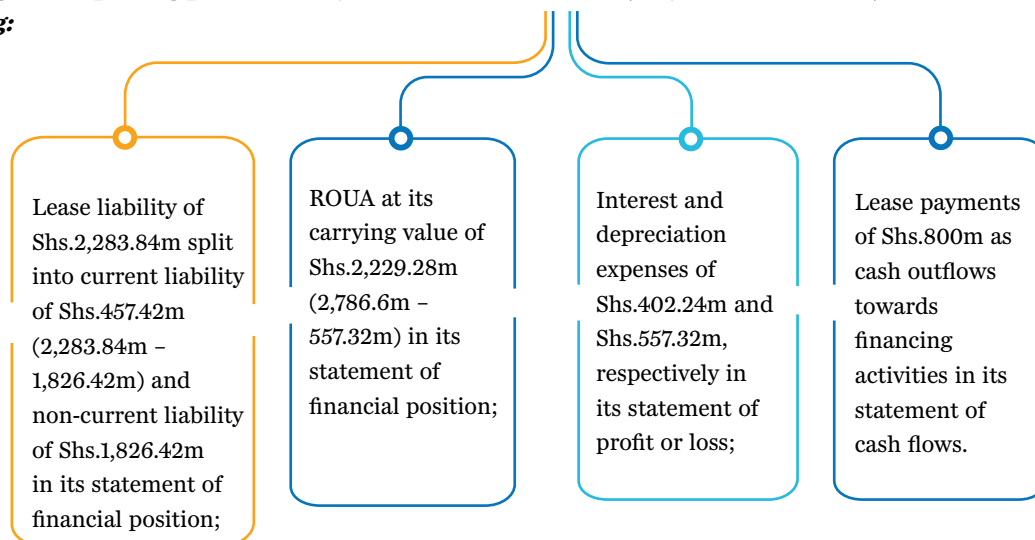 g:
Lease liability of
Shs.2,283.84m split
into current liability
of Shs.457.42m
(2,283.84m –
1,826.42m) and
non-current liability
of Shs.1,826.42m
in its statement of
financial position;
ROUA at its
carrying value of
Shs.2,229.28m
(2,786.6m –
557.32m) in its
statement of
financial position;
Interest and
depreciation
expenses of
Shs.402.24m and
Shs.557.32m,
respectively in
its statement of
profit or loss;
Lease payments
of Shs.800m as
cash outflows
towards
financing
activities in its
statement of
cash flows.